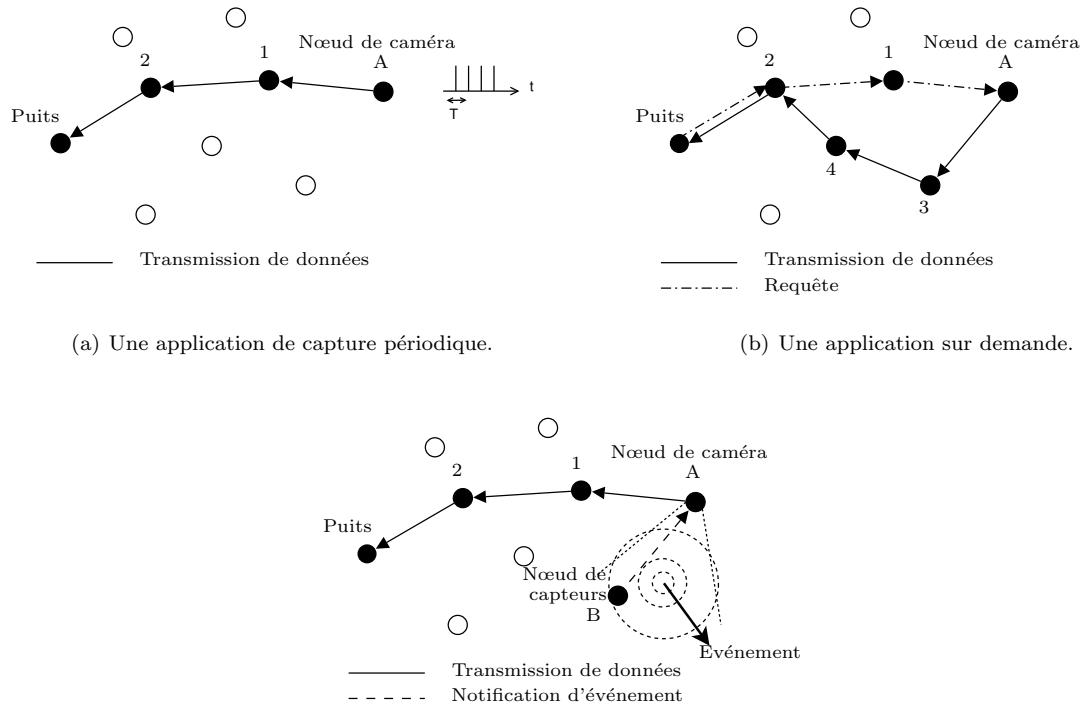 Nœud de caméra
A
1
2
Puits
t
T
Transmission de données
(a) Une application de capture périodique.
Nœud de caméra
A
1
2
Puits
4
3
Transmission de données
Requête
(b) Une application sur demande.
Nœud de caméra
A
1
2
Puits
Nœud de
capteurs
B
Evénement
Transmission de données
Notification d'événement